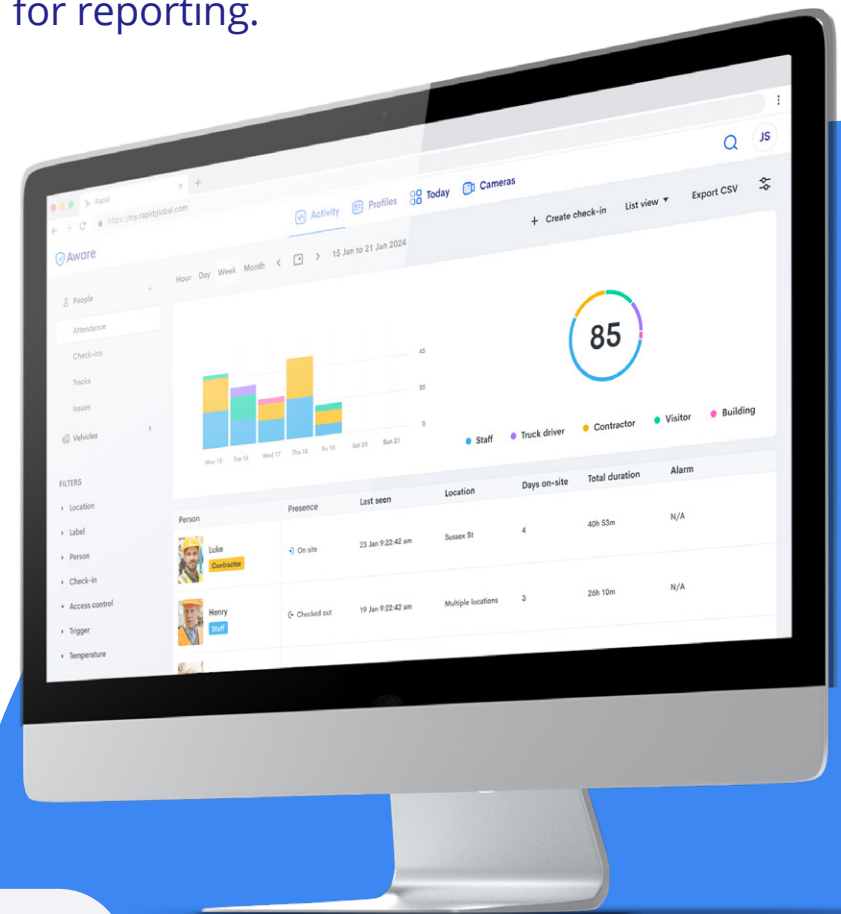 for reporting.
Rapid
https://my.rapidglobal.com
JS
Aware
Activity
Profiles
Today
Cameras
Hour Day Week Month
15 Jan to 21 Jan 2024
+ Create check-in
List view
Export CSV
People
Attendance
Check-ins
Tracks
Issues
Vehicles
FILTERS
Location
Label
Person
Check-in
Access control
Trigger
Temperature
45
30
0
Mon 15 Tue 16 Wed 17 Thu 18 Fri 19 Sat 20 Sun 21
85
Staff
Truck driver
Contractor
Visitor
Building
Person Presence Last seen Location Days on-site Total duration Alarm
Luke
Contractor
On site
23 Jan 9:22:42 am
Sussex St
4
40h 53m
N/A
Henry
Staff
Checked out
19 Jan 9:22:42 am
Multiple locations
3
26h 10m
N/A